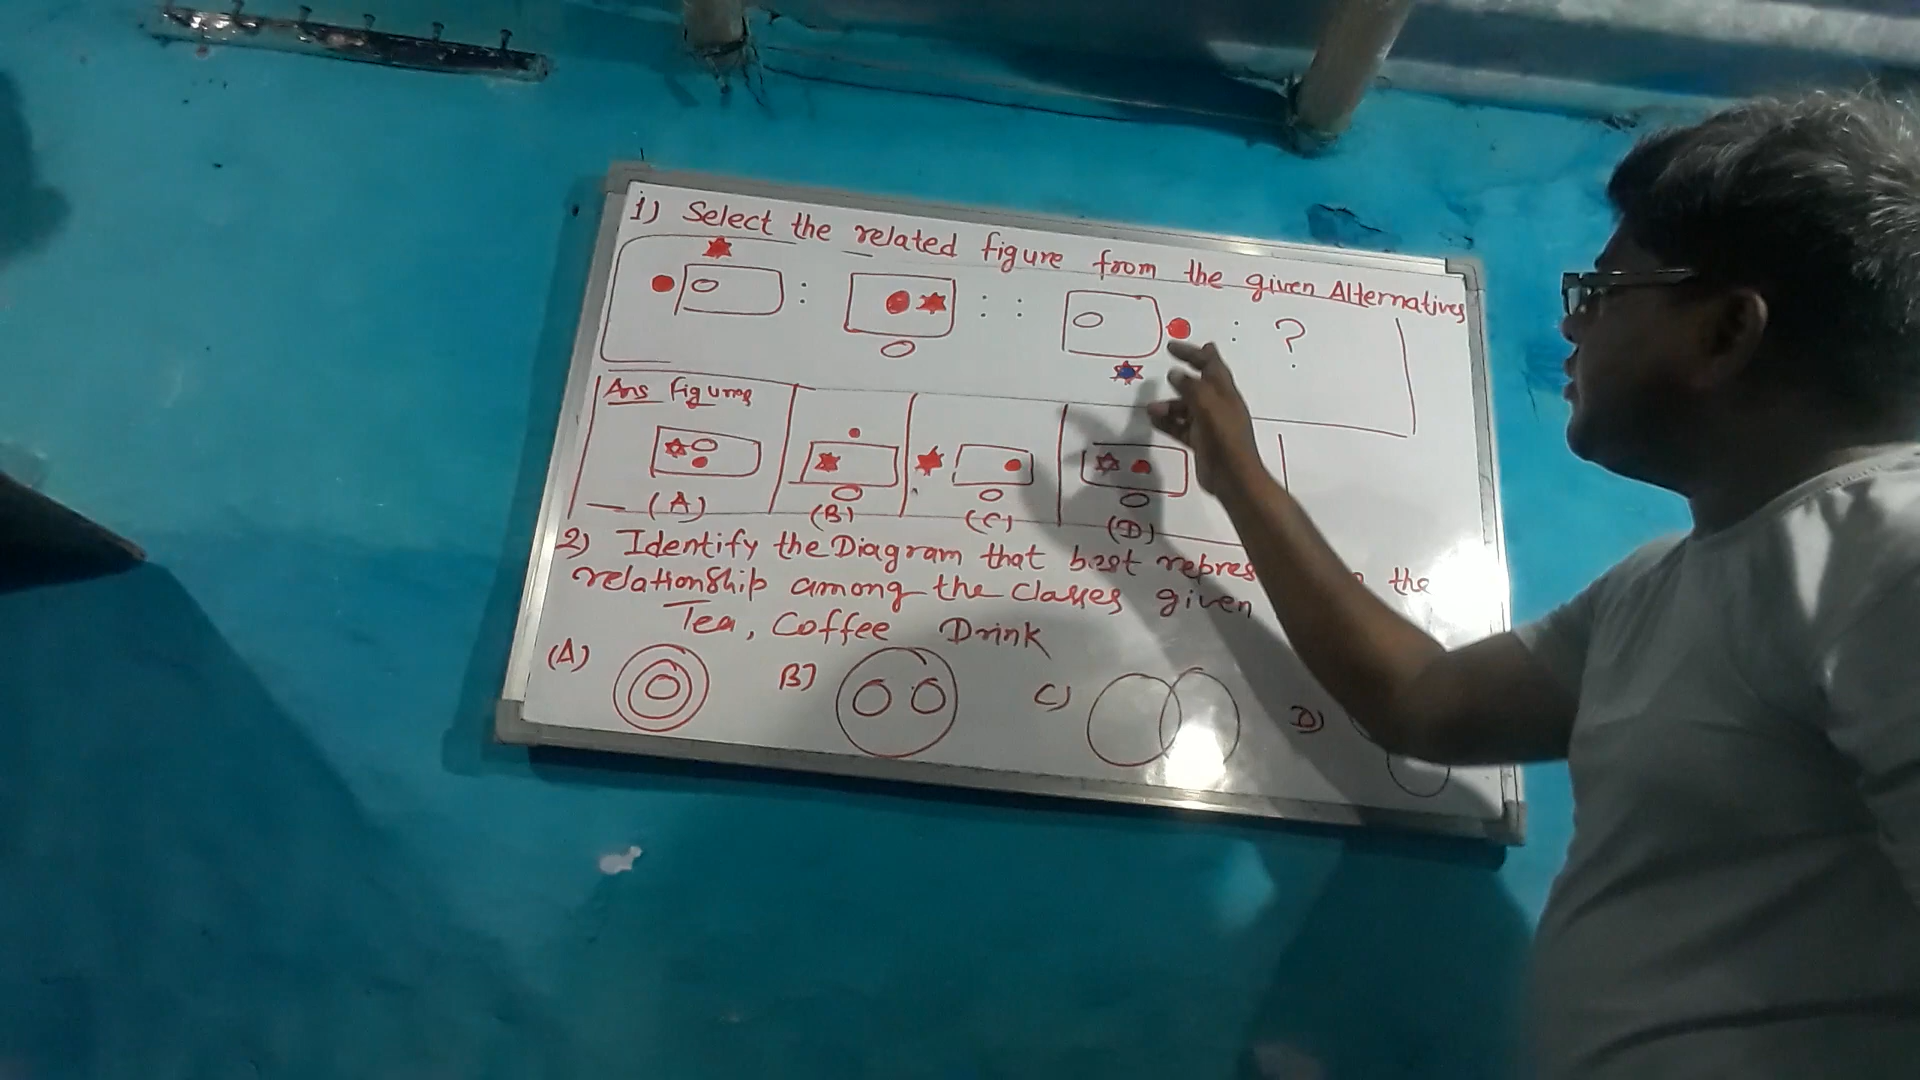 1) Select the related figure from the given Alternatives
: :: : ?
Ans figures
(A) (B) (C) (D)
2) Identify the Diagram that best the
relationship among the classes given
Tea, Coffee Drink
(A) B) C) D)